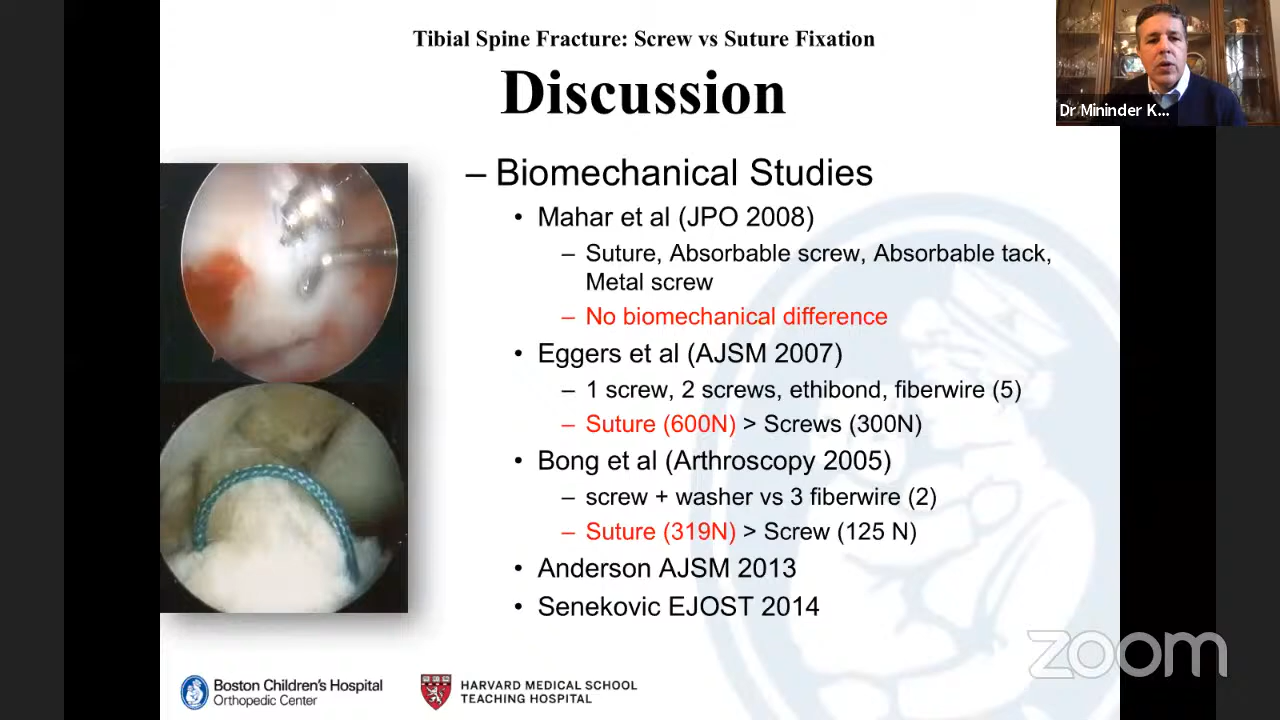 Tibial Spine Fracture: Screw vs Suture Fixation
Dr Mininder K...
Discussion
– Biomechanical Studies
• Mahar et al (JPO 2008)
– Suture, Absorbable screw, Absorbable tack,
Metal screw
– No biomechanical difference
• Eggers et al (AJSM 2007)
– 1 screw, 2 screws, ethibond, fiberwire (5)
– Suture (600N) > Screws (300N)
• Bong et al (Arthroscopy 2005)
– screw + washer vs 3 fiberwire (2)
– Suture (319N) > Screw (125 N)
• Anderson AJSM 2013
• Senekovic EJOST 2014
zoom
Boston Children's Hospital
Orthopedic Center
HARVARD MEDICAL SCHOOL
TEACHING HOSPITAL